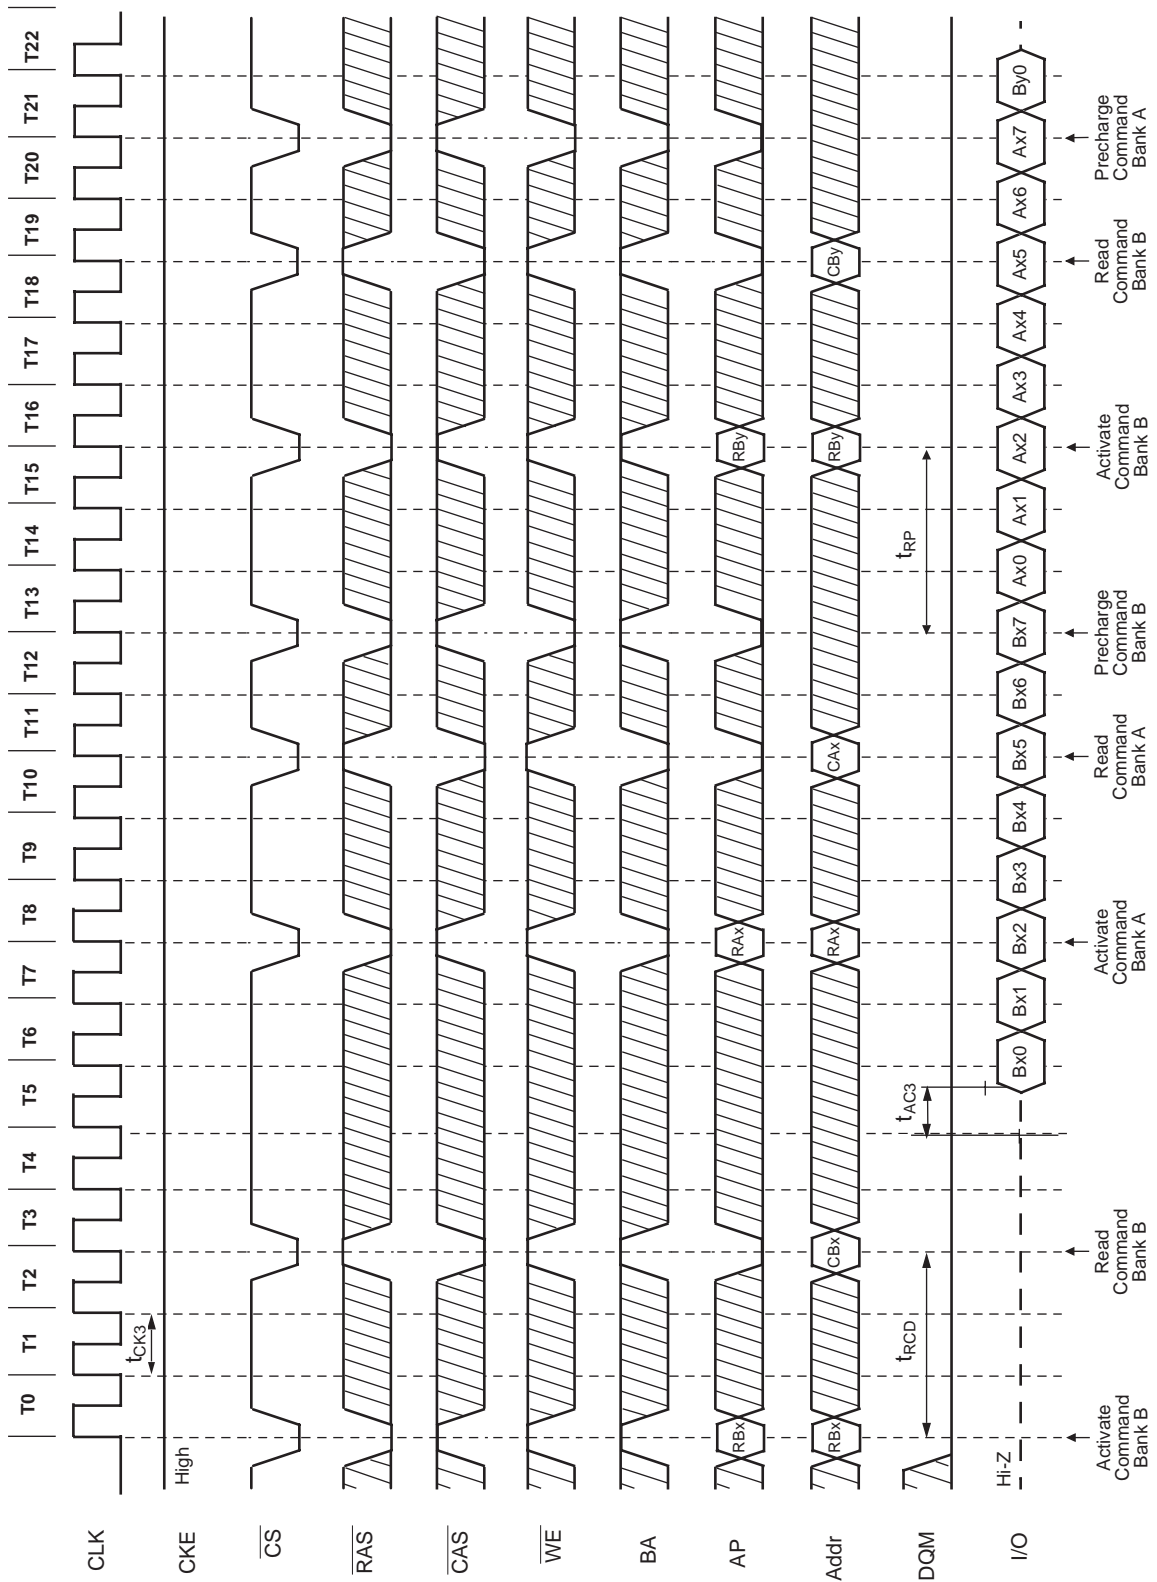 T0 T1 T2 T3 T4 T5 T6 T7 T8 T9 T10 T11 T12 T13 T14 T15 T16 T17 T18 T19 T20 T21 T22
CLK
tCK3
CKE
High
CS
RAS
CAS
WE
BA
AP
RBx RAx RBy
Addr
RBx CBx RAx CAx RBy CBy
DQM
tRCD tAC3 tRP
I/O
Hi-Z
Bx0 Bx1 Bx2 Bx3 Bx4 Bx5 Bx6 Bx7 Ax0 Ax1 Ax2 Ax3 Ax4 Ax5 Ax6 Ax7 By0
Activate
Command
Bank B
Read
Command
Bank B
Activate
Command
Bank A
Read
Command
Bank A
Precharge
Command
Bank B
Activate
Command
Bank B
Read
Command
Bank B
Precharge
Command
Bank A